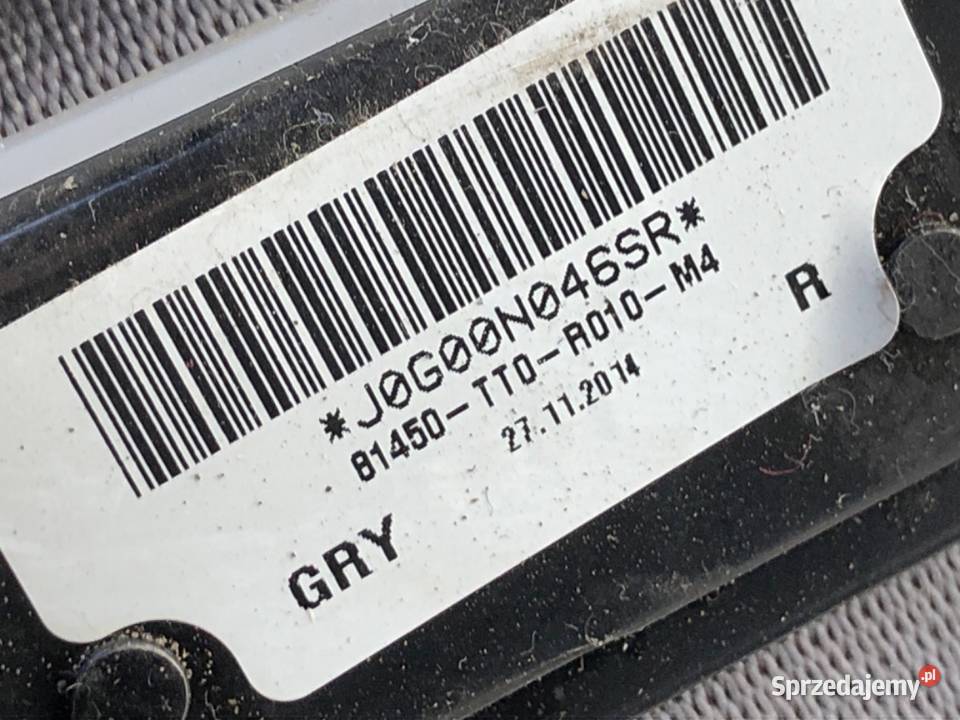 *J0G00N046SR*
81450-TT0-R010-M4
27.11.2014
R
GRY
Sprzedajemy.pl